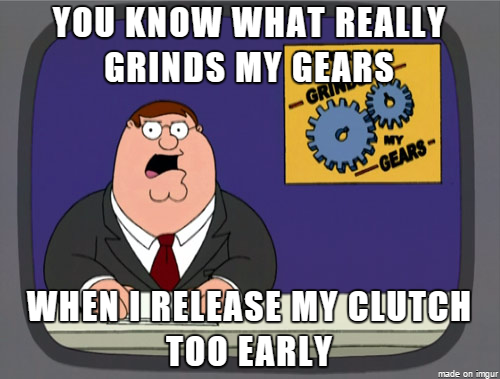 YOU KNOW WHAT REALLY
GRINDS MY GEARS
MY
GEARS
WHEN I RELEASE MY CLUTCH
TOO EARLY
made on imgur